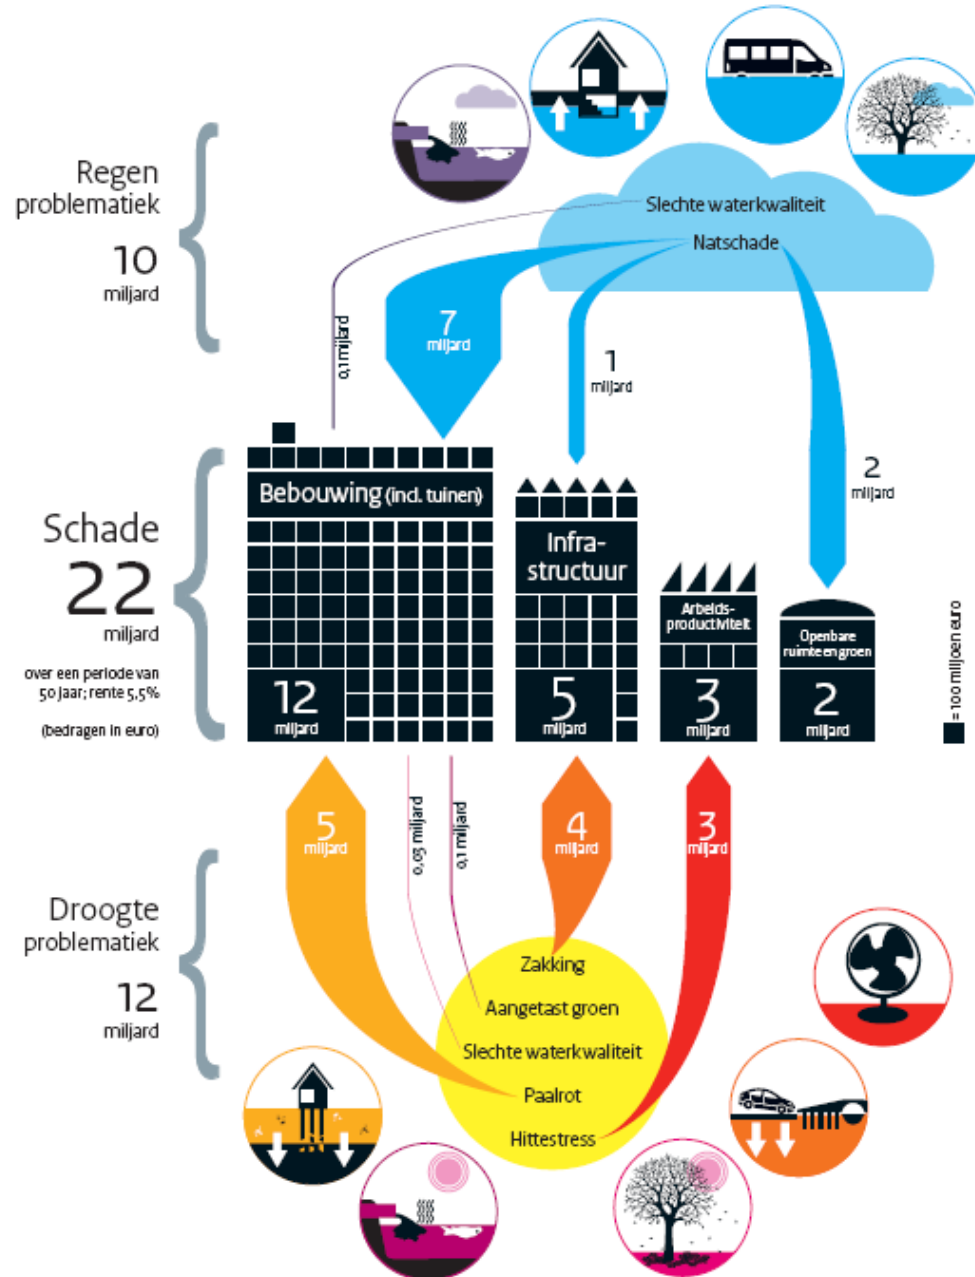 Regen
problematiek
10
miljard
Slechte waterkwaliteit
Natschade
0,1 miljard
7
miljard
1
miljard
2
miljard
Schade
22
miljard
over een periode van
50 jaar; rente 5,5%
(bedragen in euro)
Bebouwing (incl. tuinen)
12
miljard
Infra-
structuur
5
miljard
Arbeids-
productiviteit
3
miljard
Openbare
ruimte en groen
2
miljard
= 100 miljoen euro
5
miljard
0,05 miljard
0,1 miljard
4
miljard
3
miljard
Droogte
problematiek
12
miljard
Zakking
Aangetast groen
Slechte waterkwaliteit
Paalrot
Hittestress